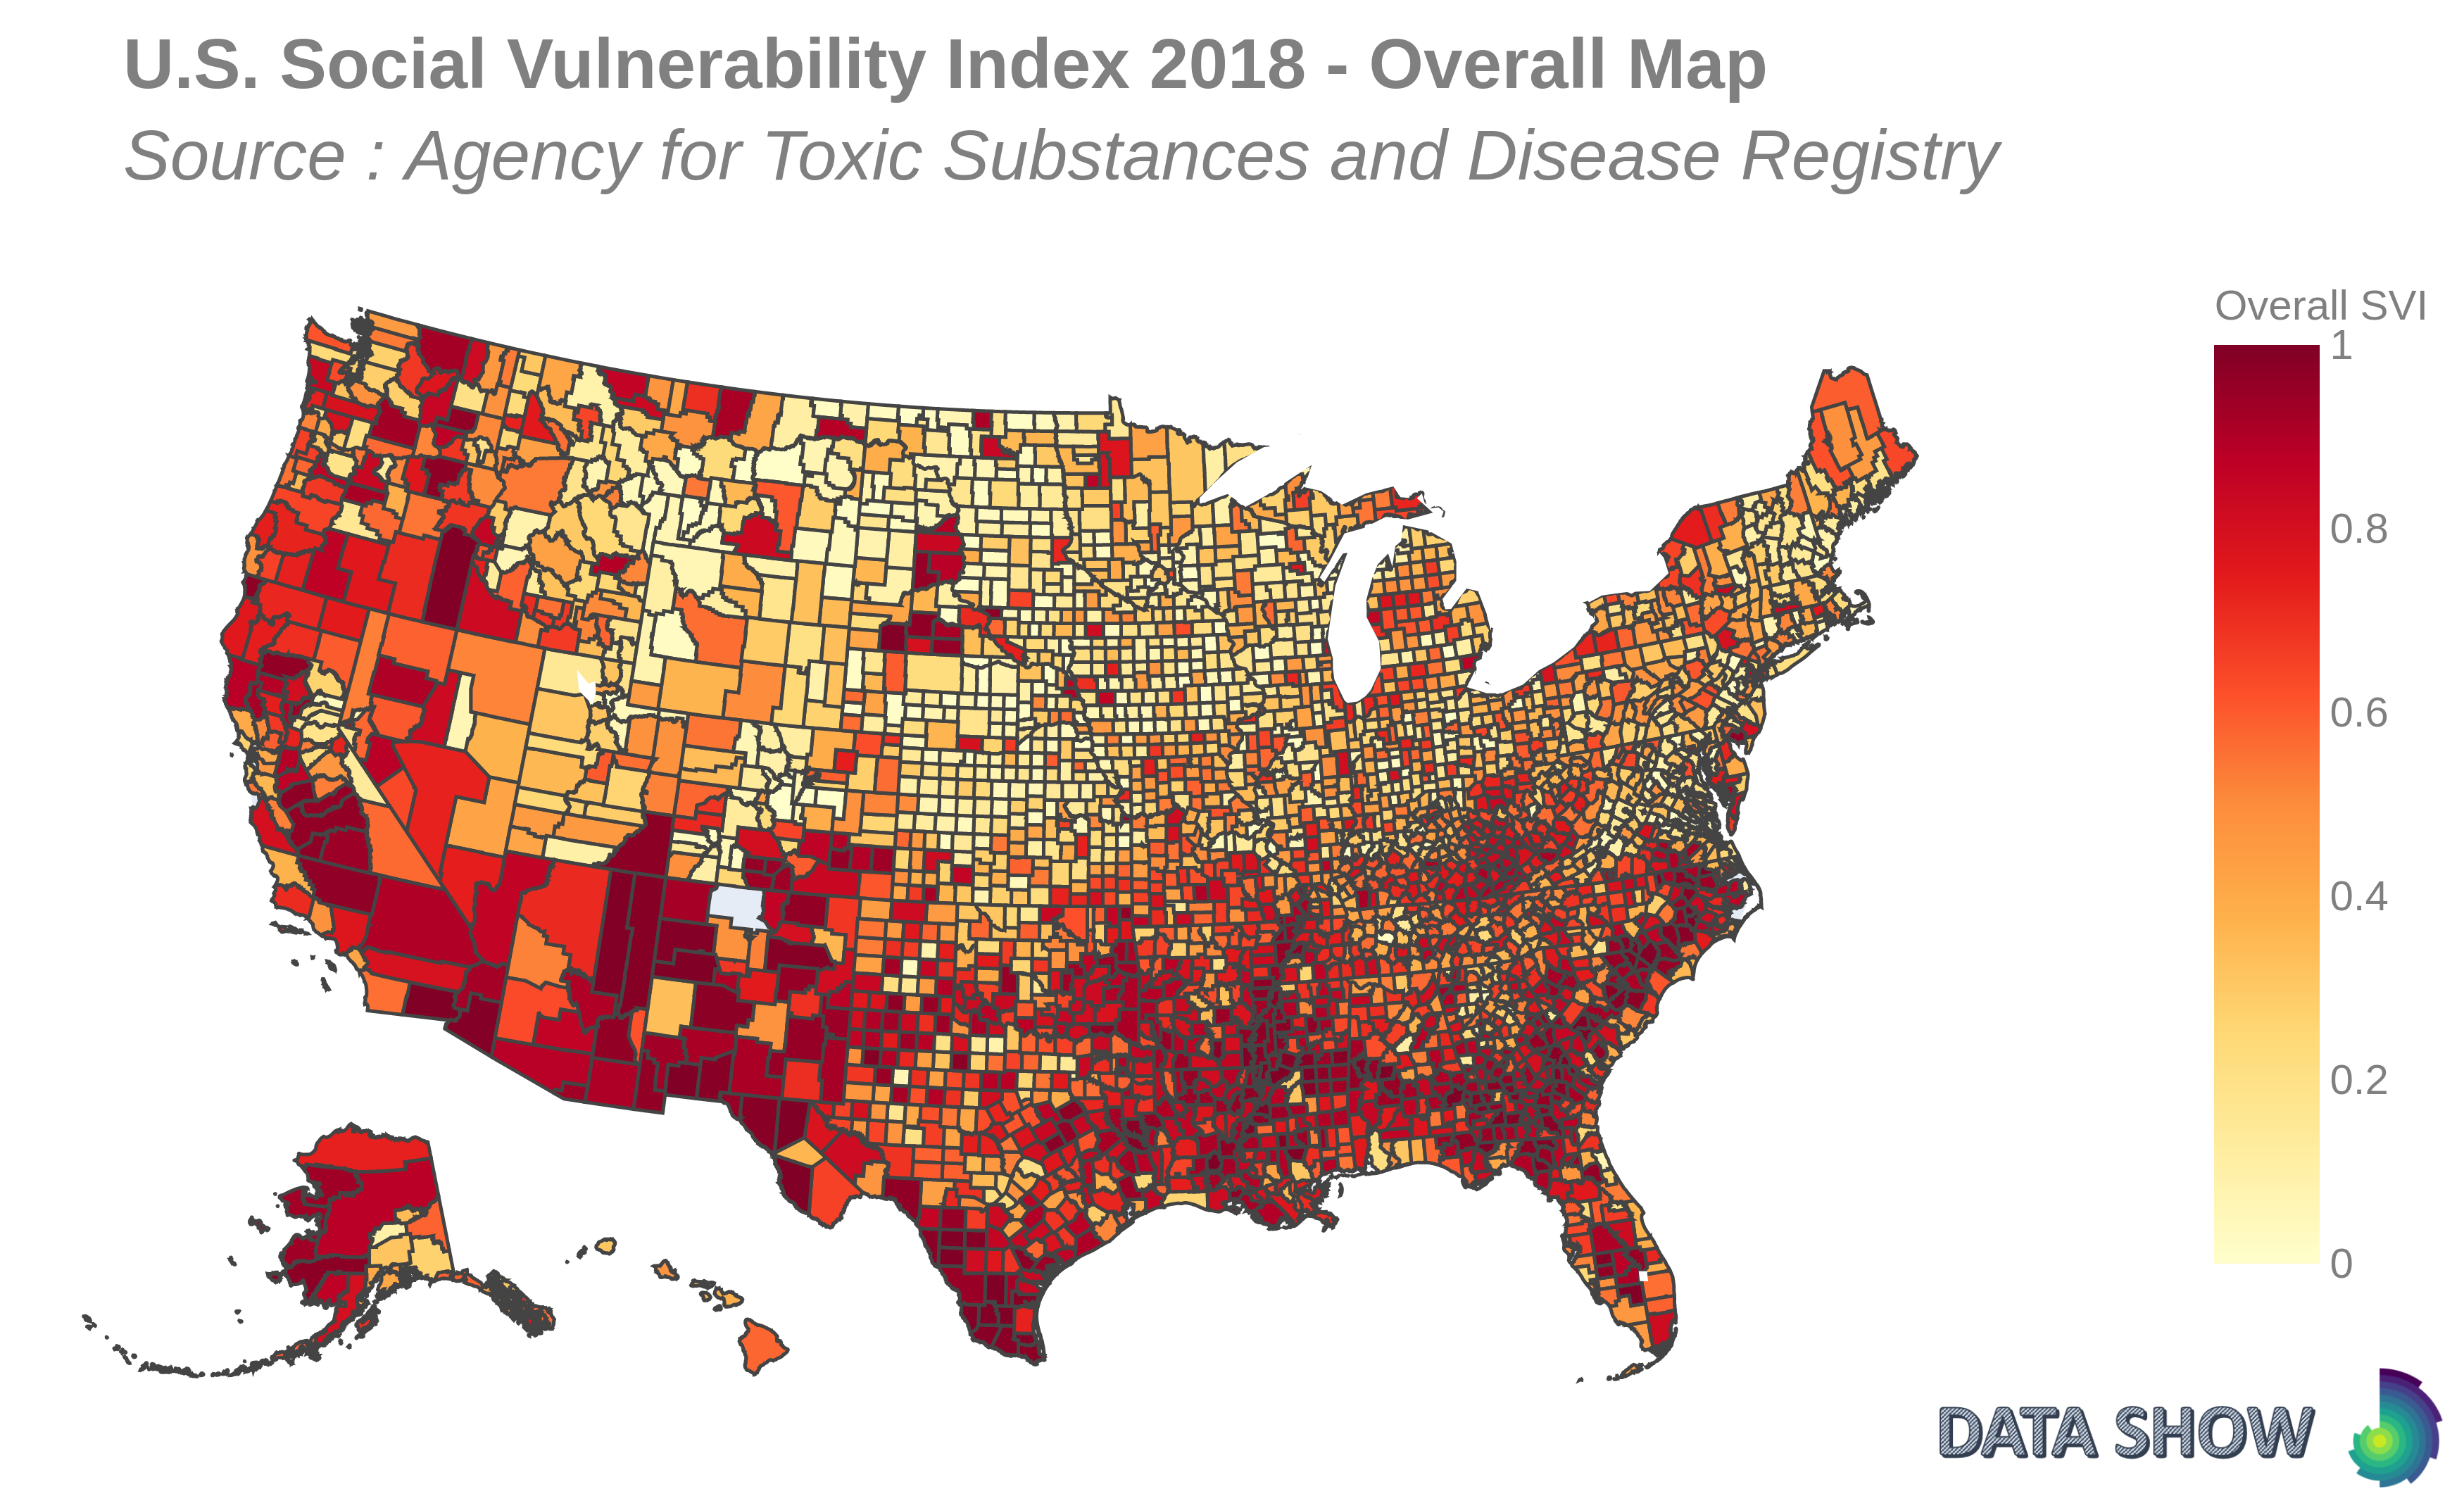 U.S. Social Vulnerability Index 2018 - Overall Map
Source : Agency for Toxic Substances and Disease Registry
Overall SVI
1
0.8
0.6
0.4
0.2
0
DATA SHOW